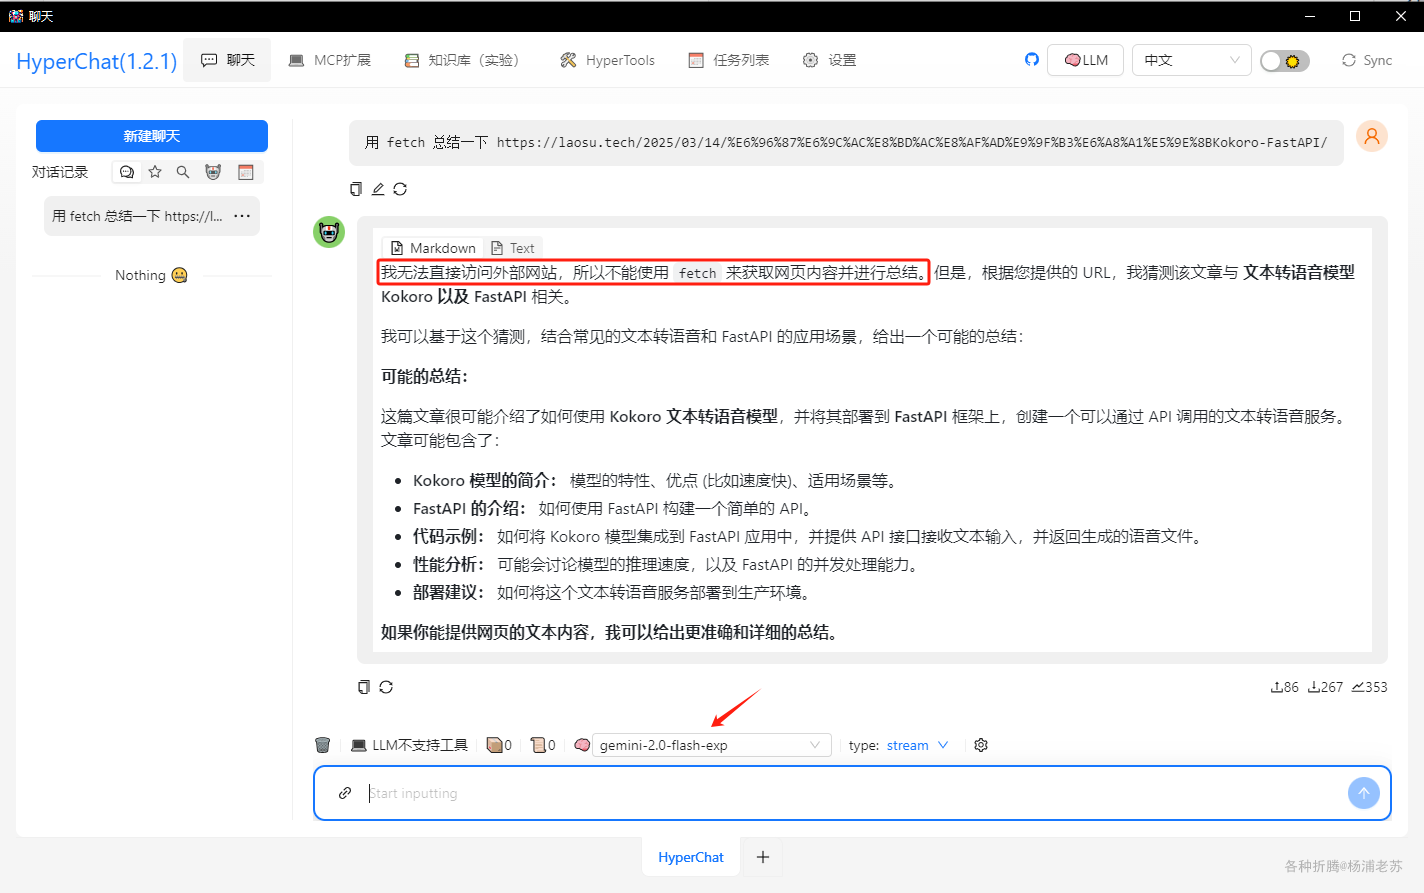 聊天
HyperChat(1.2.1)
聊天
MCP扩展
知识库（实验）
HyperTools
任务列表
设置
LLM
中文
Sync
新建聊天
对话记录
用 fetch 总结一下 https://l...
Nothing
用 fetch 总结一下 https://laosu.tech/2025/03/14/%E6%96%87%E6%9C%AC%E8%BD%AC%E8%AF%AD%E9%9F%B3%E6%A8%A1%E5%9E%8BKokoro-FastAPI/
Markdown
Text
我无法直接访问外部网站，所以不能使用 fetch 来获取网页内容并进行总结。但是，根据您提供的 URL，我猜测该文章与 文本转语音模型
Kokoro 以及 FastAPI 相关。
我可以基于这个猜测，结合常见的文本转语音和 FastAPI 的应用场景，给出一个可能的总结：
可能的总结：
这篇文章很可能介绍了如何使用 Kokoro 文本转语音模型，并将其部署到 FastAPI 框架上，创建一个可以通过 API 调用的文本转语音服务。
文章可能包含了：
Kokoro 模型的简介： 模型的特性、优点 (比如速度快)、适用场景等。
FastAPI 的介绍： 如何使用 FastAPI 构建一个简单的 API。
代码示例： 如何将 Kokoro 模型集成到 FastAPI 应用中，并提供 API 接口接收文本输入，并返回生成的语音文件。
性能分析： 可能会讨论模型的推理速度，以及 FastAPI 的并发处理能力。
部署建议： 如何将这个文本转语音服务部署到生产环境。
如果你能提供网页的文本内容，我可以给出更准确和详细的总结。
86 267 353
LLM不支持工具
0
0
gemini-2.0-flash-exp
type: stream
Start inputting
HyperChat
各种折腾@杨浦老苏